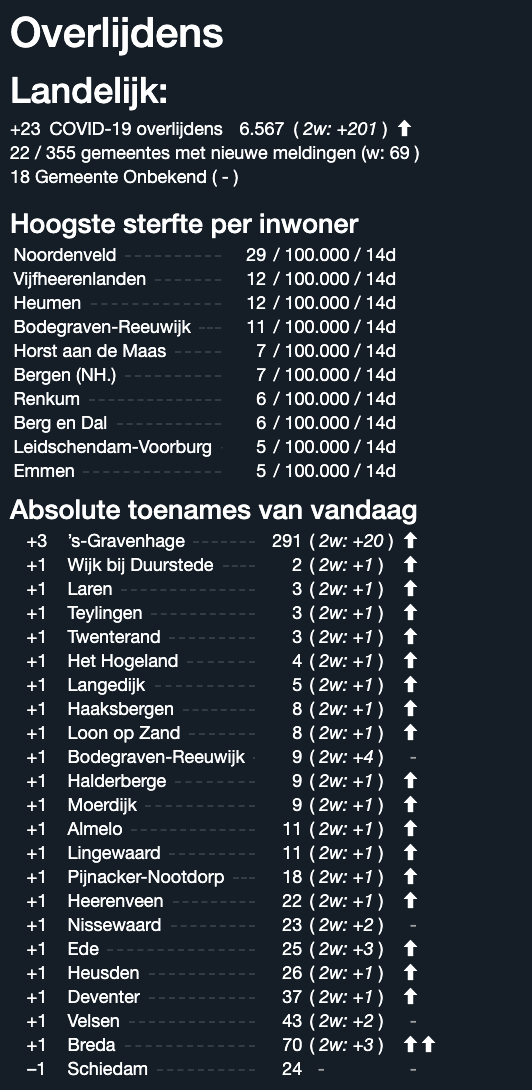 Overlijdens
Landelijk:
+23 COVID-19 overlijdens 6.567 ( 2w: +201 ) ⬆
22 / 355 gemeentes met nieuwe meldingen (w: 69 )
18 Gemeente Onbekend ( - )
Hoogste sterfte per inwoner
Noordenveld 29 / 100.000 / 14d
Vijfheerenlanden 12 / 100.000 / 14d
Heumen 12 / 100.000 / 14d
Bodegraven-Reeuwijk 11 / 100.000 / 14d
Horst aan de Maas 7 / 100.000 / 14d
Bergen (NH.) 7 / 100.000 / 14d
Renkum 6 / 100.000 / 14d
Berg en Dal 6 / 100.000 / 14d
Leidschendam-Voorburg 5 / 100.000 / 14d
Emmen 5 / 100.000 / 14d
Absolute toenames van vandaag
+3 's-Gravenhage 291 ( 2w: +20 ) ⬆
+1 Wijk bij Duurstede 2 ( 2w: +1 ) ⬆
+1 Laren 3 ( 2w: +1 ) ⬆
+1 Teylingen 3 ( 2w: +1 ) ⬆
+1 Twenterand 3 ( 2w: +1 ) ⬆
+1 Het Hogeland 4 ( 2w: +1 ) ⬆
+1 Langedijk 5 ( 2w: +1 ) ⬆
+1 Haaksbergen 8 ( 2w: +1 ) ⬆
+1 Loon op Zand 8 ( 2w: +1 ) ⬆
+1 Bodegraven-Reeuwijk 9 ( 2w: +4 ) -
+1 Halderberge 9 ( 2w: +1 ) ⬆
+1 Moerdijk 9 ( 2w: +1 ) ⬆
+1 Almelo 11 ( 2w: +1 ) ⬆
+1 Lingewaard 11 ( 2w: +1 ) ⬆
+1 Pijnacker-Nootdorp 18 ( 2w: +1 ) ⬆
+1 Heerenveen 22 ( 2w: +1 ) ⬆
+1 Nissewaard 23 ( 2w: +2 ) -
+1 Ede 25 ( 2w: +3 ) ⬆
+1 Heusden 26 ( 2w: +1 ) ⬆
+1 Deventer 37 ( 2w: +1 ) ⬆
+1 Velsen 43 ( 2w: +2 ) -
+1 Breda 70 ( 2w: +3 ) ⬆⬆
−1 Schiedam 24 - -